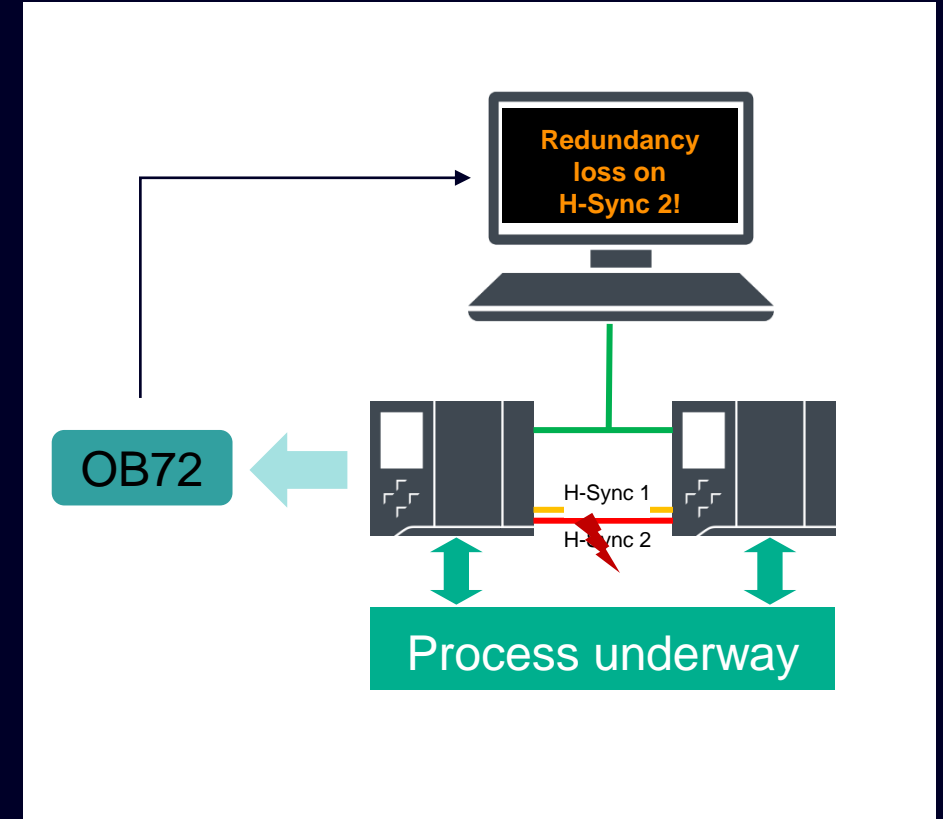 Redundancy
loss on
H-Sync 2!
OB72
H-Sync 1
H-Sync 2
Process underway